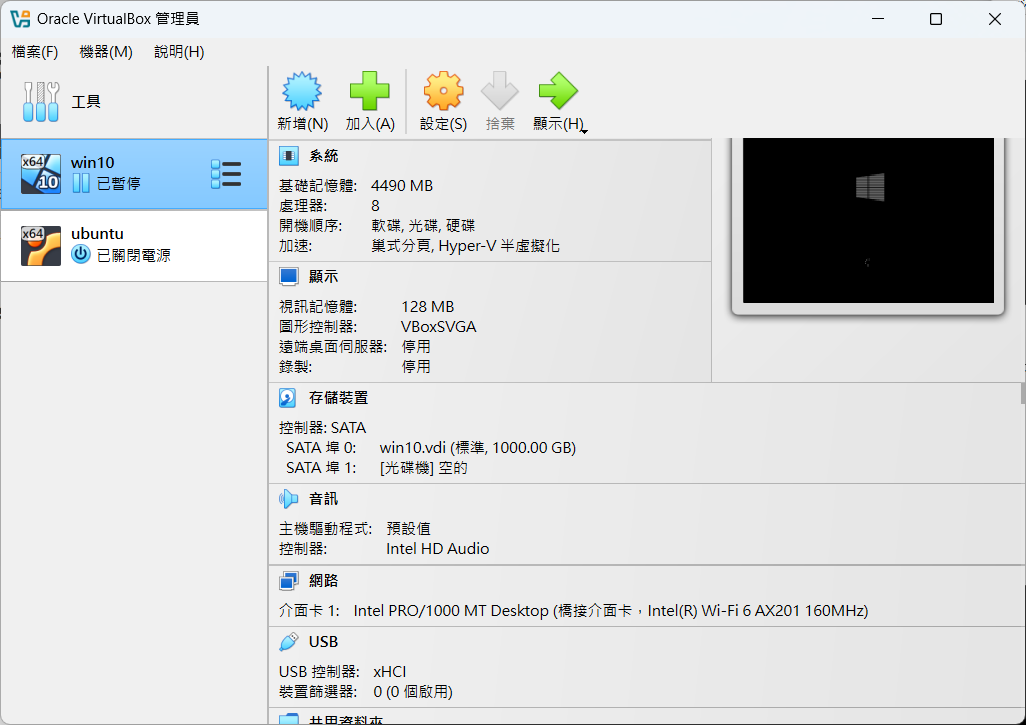 Oracle VirtualBox 管理員
檔案(F) 機器(M) 說明(H)
工具
新增(N) 加入(A) 設定(S) 捨棄 顯示(H)
x64
10
win10
已暫停
x64
ubuntu
已關閉電源
系統
基礎記憶體: 4490 MB
處理器: 8
開機順序: 軟碟, 光碟, 硬碟
加速: 巢式分頁, Hyper-V 半虛擬化
顯示
視訊記憶體: 128 MB
圖形控制器: VBoxSVGA
遠端桌面伺服器: 停用
錄製: 停用
存儲裝置
控制器: SATA
SATA 埠 0: win10.vdi (標準, 1000.00 GB)
SATA 埠 1: [光碟機] 空的
音訊
主機驅動程式: 預設值
控制器: Intel HD Audio
網路
介面卡 1: Intel PRO/1000 MT Desktop (橋接介面卡，Intel(R) Wi-Fi 6 AX201 160MHz)
USB
USB 控制器: xHCI
裝置篩選器: 0 (0 個啟用)
共用資料夾